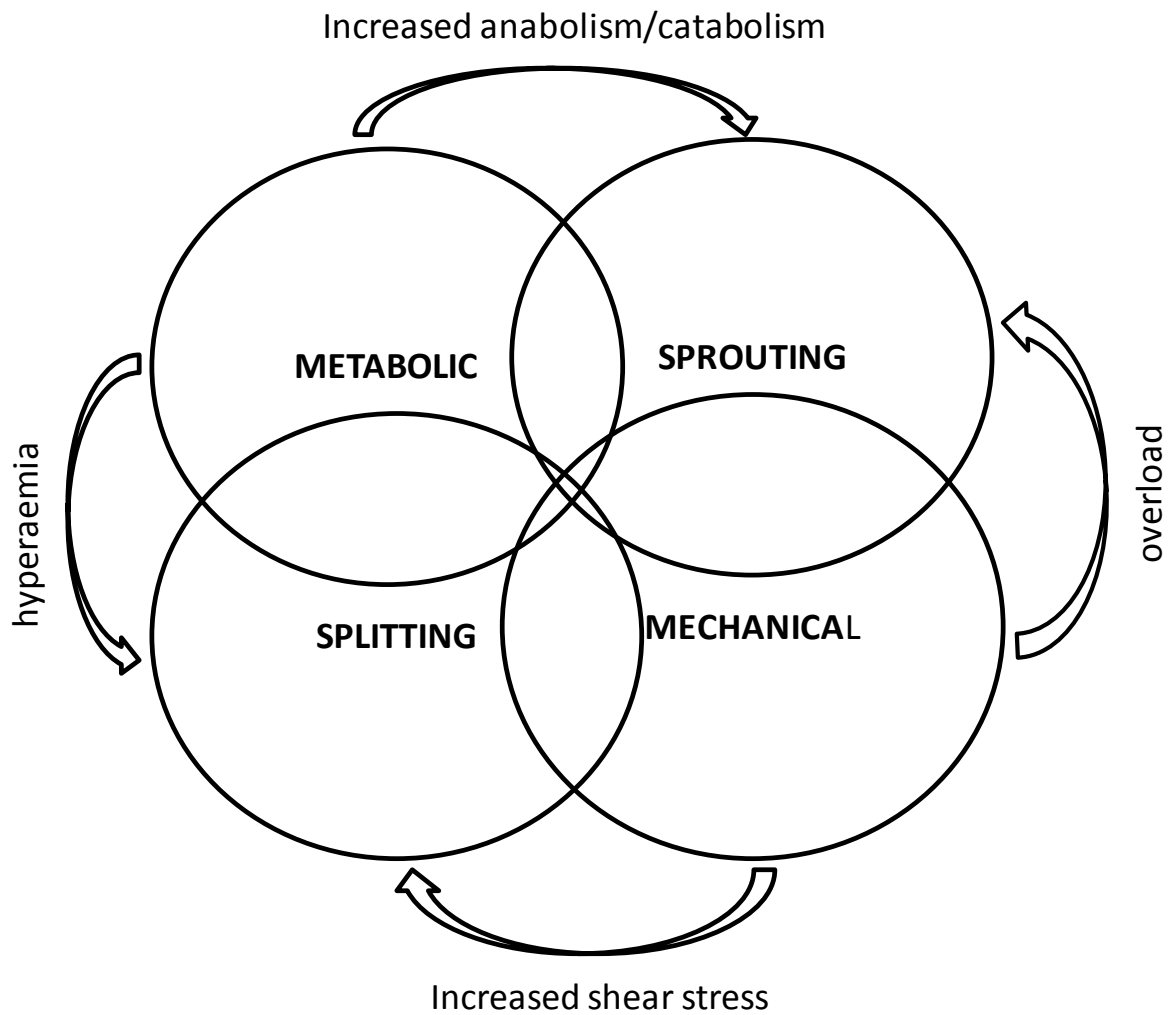 Increased anabolism/catabolism
METABOLIC
SPROUTING
hyperaemia
overload
SPLITTING
MECHANICAL
Increased shear stress